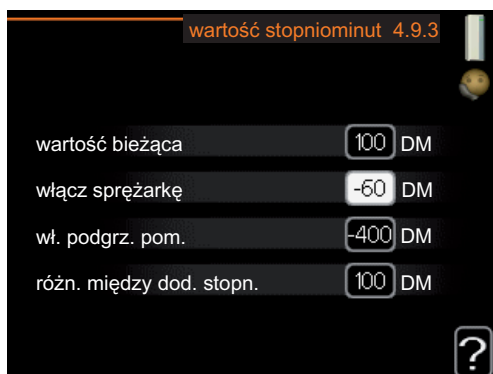 wartość stopniominut 4.9.3
wartość bieżąca 100 DM
włącz sprężarkę -60 DM
wł. podgrz. pom. -400 DM
różn. między dod. stopn. 100 DM
?